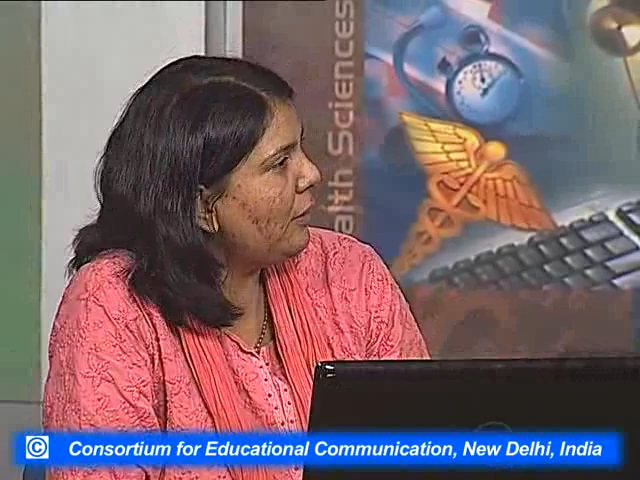 alth Sciences
© Consortium for Educational Communication, New Delhi, India